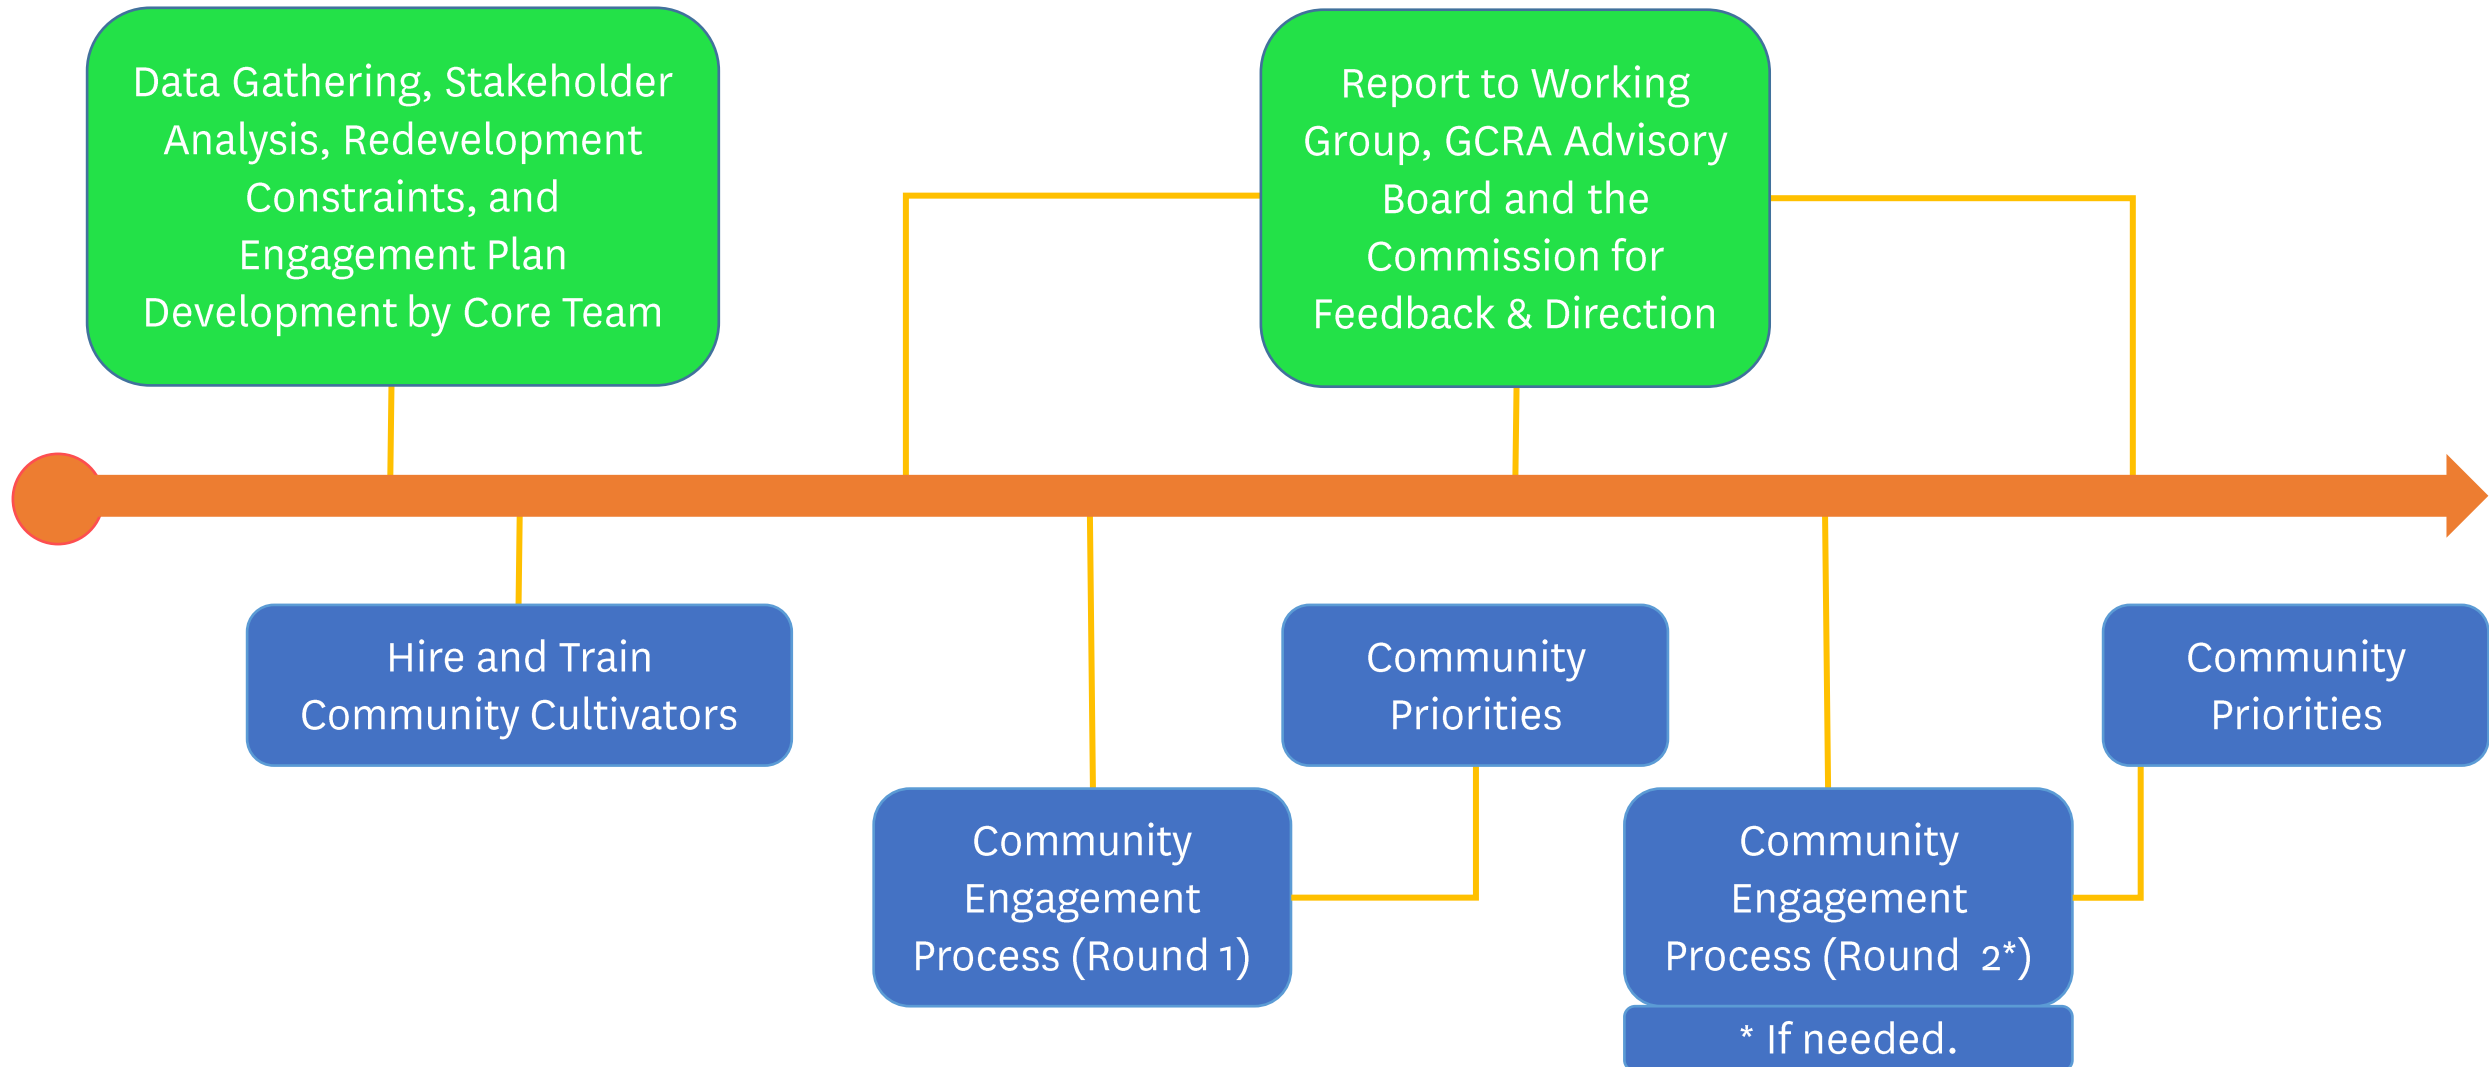 Data Gathering, Stakeholder
Analysis, Redevelopment
Constraints, and
Engagement Plan
Development by Core Team
Report to Working
Group, GCRA Advisory
Board and the
Commission for
Feedback & Direction
Hire and Train
Community Cultivators
Community
Priorities
Community
Priorities
Community
Engagement
Process (Round 1)
Community
Engagement
Process (Round 2*)
* If needed.